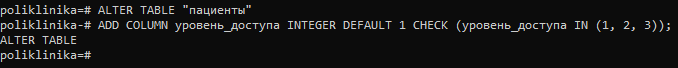 poliklinika=# ALTER TABLE "пациенты"
poliklinika-# ADD COLUMN уровень_доступа INTEGER DEFAULT 1 CHECK (уровень_доступа IN (1, 2, 3));
ALTER TABLE
poliklinika=#